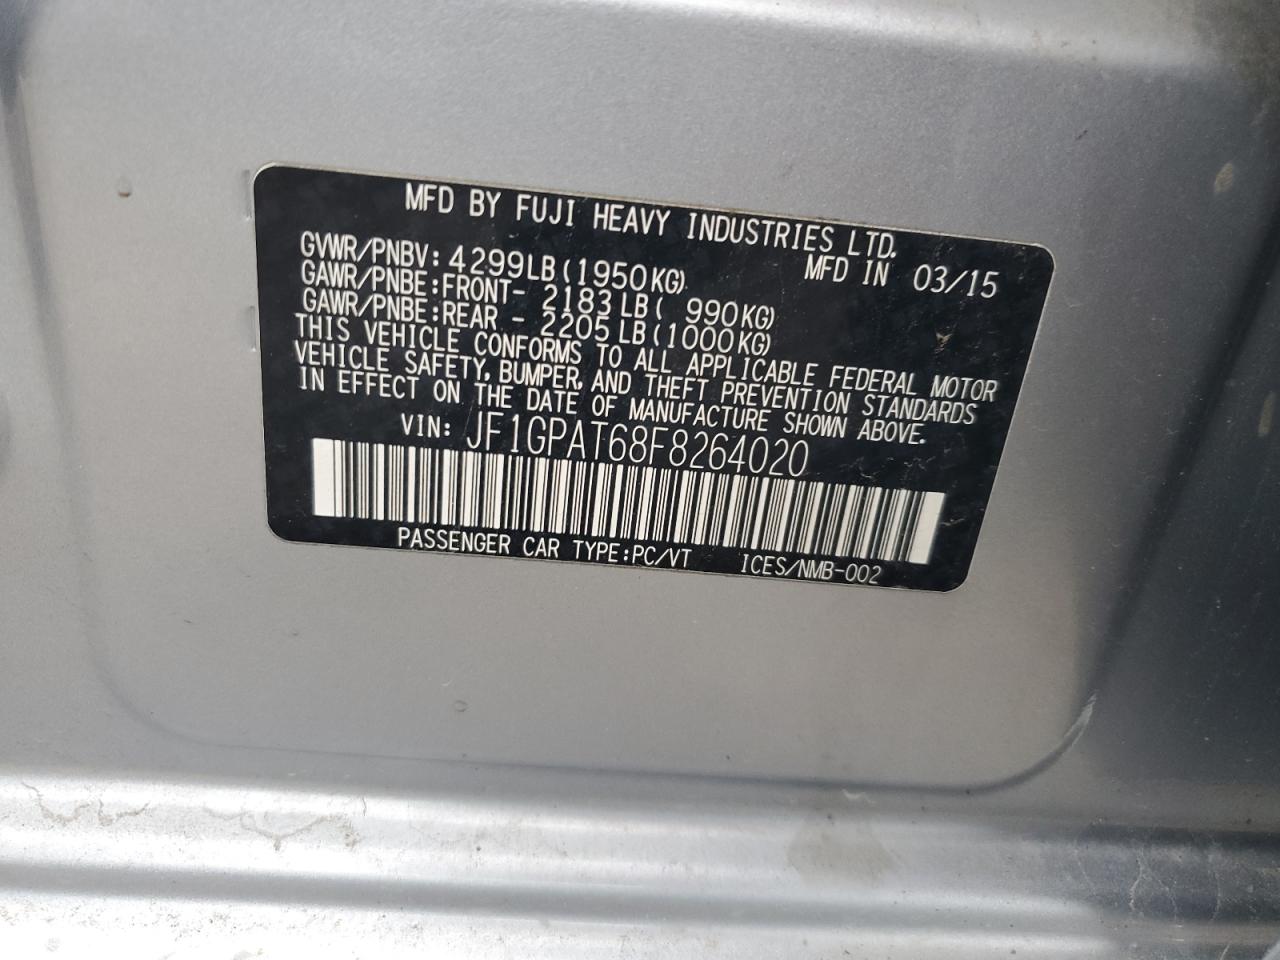 MFD BY FUJI HEAVY INDUSTRIES LTD.
GVWR/PNBV: 4299LB(1950KG) MFD IN 03/15
GAWR/PNBE:FRONT- 2183LB( 990KG)
GAWR/PNBE:REAR - 2205LB(1000KG)
THIS VEHICLE CONFORMS TO ALL APPLICABLE FEDERAL MOTOR
VEHICLE SAFETY, BUMPER, AND THEFT PREVENTION STANDARDS
IN EFFECT ON THE DATE OF MANUFACTURE SHOWN ABOVE.
VIN: JF1GPAT68F8264020
PASSENGER CAR TYPE:PC/VT ICES/NMB-002